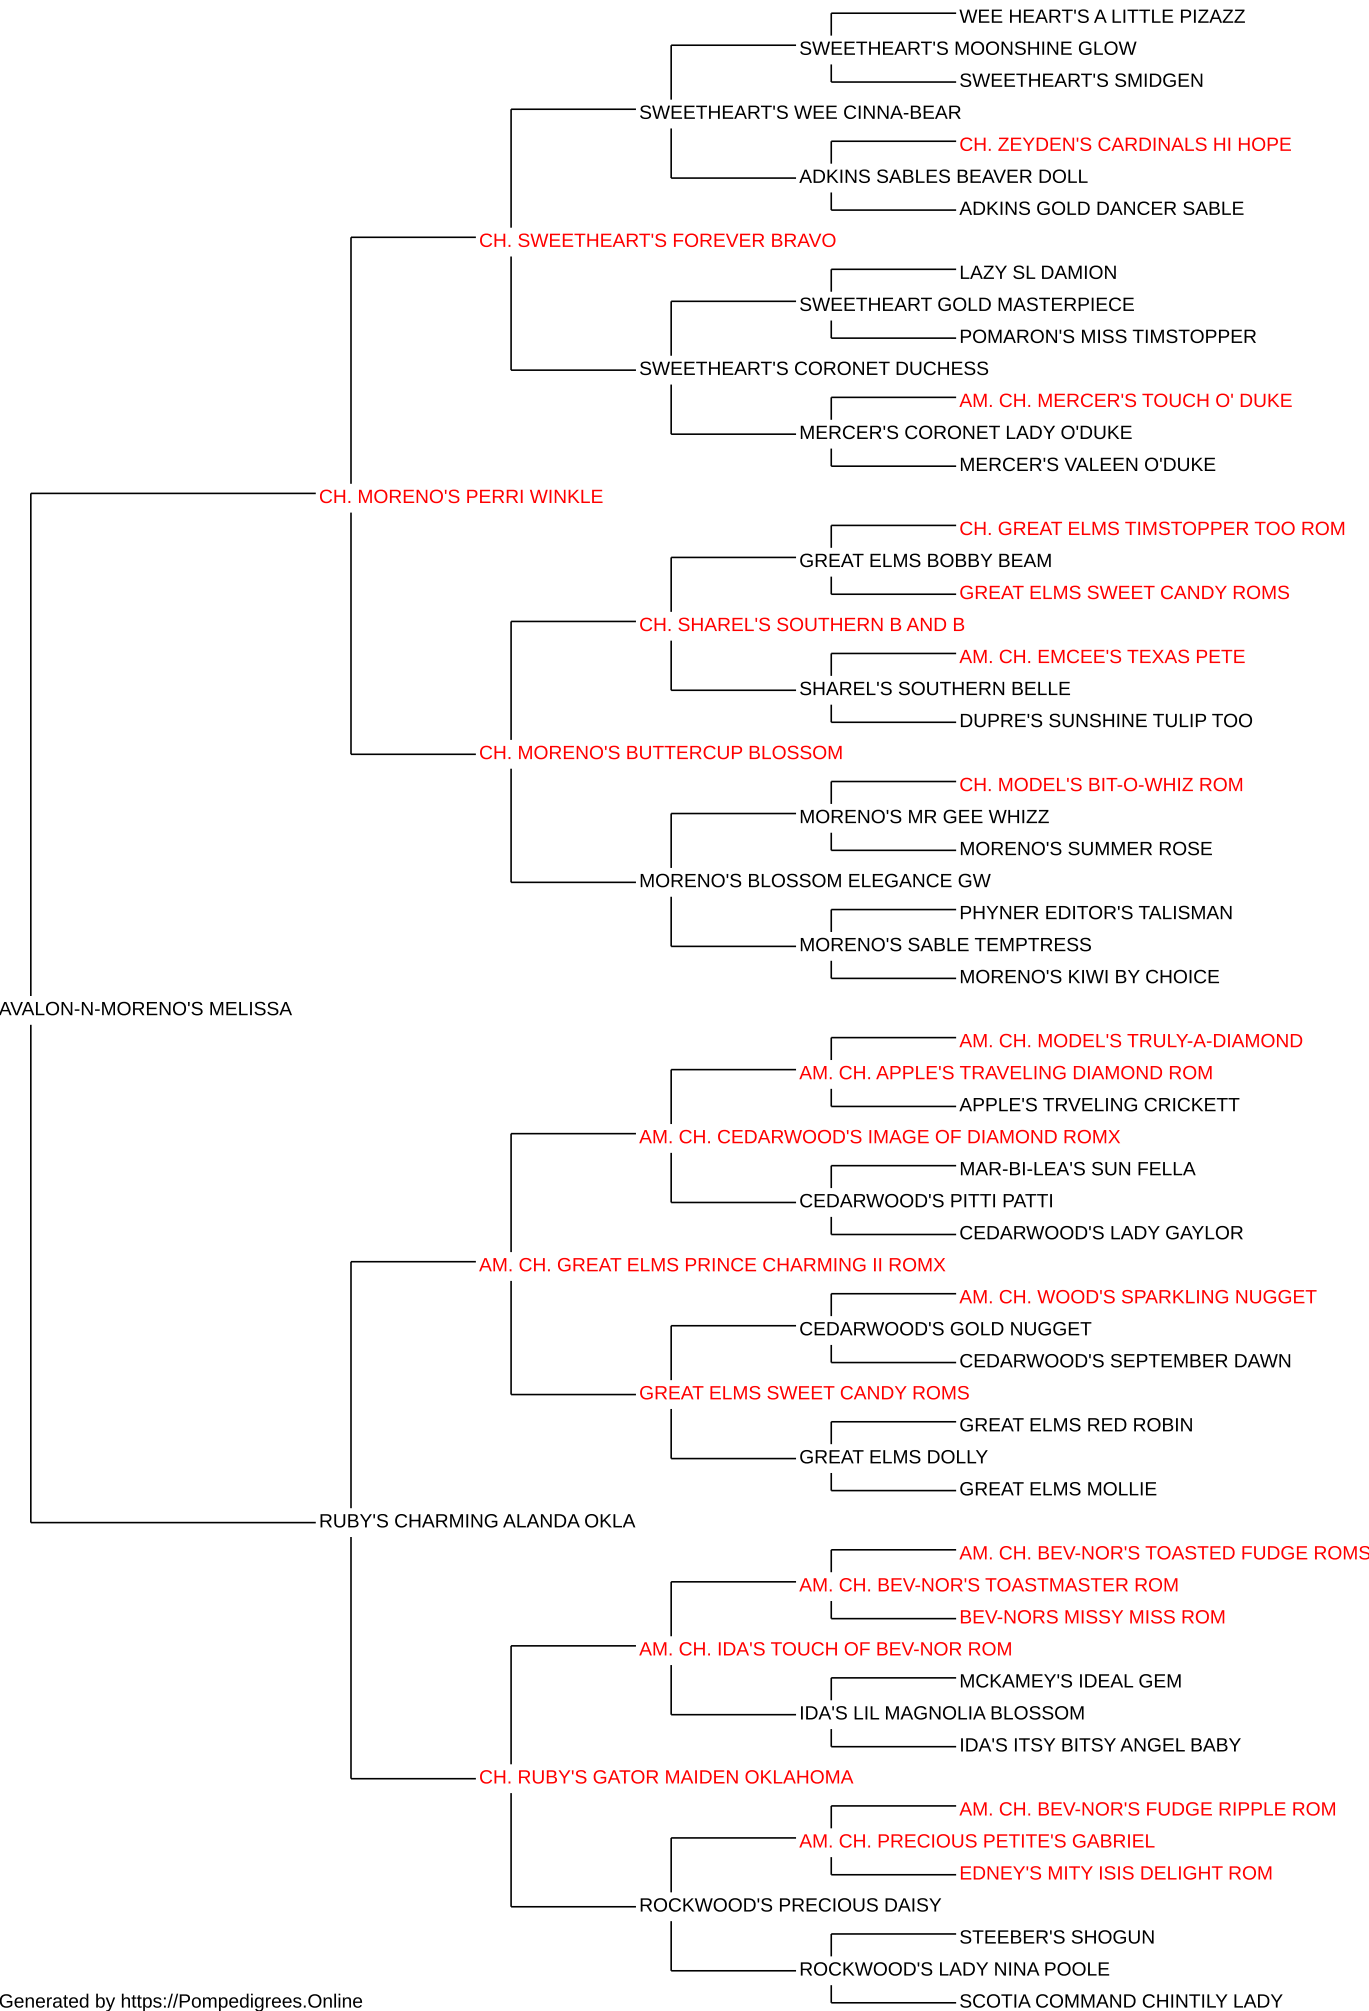 WEE HEART'S A LITTLE PIZAZZ
SWEETHEART'S MOONSHINE GLOW
SWEETHEART'S SMIDGEN
SWEETHEART'S WEE CINNA-BEAR
CH. ZEYDEN'S CARDINALS HI HOPE
ADKINS SABLES BEAVER DOLL
ADKINS GOLD DANCER SABLE
CH. SWEETHEART'S FOREVER BRAVO
LAZY SL DAMION
SWEETHEART GOLD MASTERPIECE
POMARON'S MISS TIMSTOPPER
SWEETHEART'S CORONET DUCHESS
AM. CH. MERCER'S TOUCH O' DUKE
MERCER'S CORONET LADY O'DUKE
MERCER'S VALEEN O'DUKE
CH. MORENO'S PERRI WINKLE
CH. GREAT ELMS TIMSTOPPER TOO ROM
GREAT ELMS BOBBY BEAM
GREAT ELMS SWEET CANDY ROMS
CH. SHAREL'S SOUTHERN B AND B
AM. CH. EMCEE'S TEXAS PETE
SHAREL'S SOUTHERN BELLE
DUPRE'S SUNSHINE TULIP TOO
CH. MORENO'S BUTTERCUP BLOSSOM
CH. MODEL'S BIT-O-WHIZ ROM
MORENO'S MR GEE WHIZZ
MORENO'S SUMMER ROSE
MORENO'S BLOSSOM ELEGANCE GW
PHYNER EDITOR'S TALISMAN
MORENO'S SABLE TEMPTRESS
MORENO'S KIWI BY CHOICE
AVALON-N-MORENO'S MELISSA
AM. CH. MODEL'S TRULY-A-DIAMOND
AM. CH. APPLE'S TRAVELING DIAMOND ROM
APPLE'S TRVELING CRICKETT
AM. CH. CEDARWOOD'S IMAGE OF DIAMOND ROMX
MAR-BI-LEA'S SUN FELLA
CEDARWOOD'S PITTI PATTI
CEDARWOOD'S LADY GAYLOR
AM. CH. GREAT ELMS PRINCE CHARMING II ROMX
AM. CH. WOOD'S SPARKLING NUGGET
CEDARWOOD'S GOLD NUGGET
CEDARWOOD'S SEPTEMBER DAWN
GREAT ELMS SWEET CANDY ROMS
GREAT ELMS RED ROBIN
GREAT ELMS DOLLY
GREAT ELMS MOLLIE
RUBY'S CHARMING ALANDA OKLA
AM. CH. BEV-NOR'S TOASTED FUDGE ROMS
AM. CH. BEV-NOR'S TOASTMASTER ROM
BEV-NORS MISSY MISS ROM
AM. CH. IDA'S TOUCH OF BEV-NOR ROM
MCKAMEY'S IDEAL GEM
IDA'S LIL MAGNOLIA BLOSSOM
IDA'S ITSY BITSY ANGEL BABY
CH. RUBY'S GATOR MAIDEN OKLAHOMA
AM. CH. BEV-NOR'S FUDGE RIPPLE ROM
AM. CH. PRECIOUS PETITE'S GABRIEL
EDNEY'S MITY ISIS DELIGHT ROM
ROCKWOOD'S PRECIOUS DAISY
STEEBER'S SHOGUN
ROCKWOOD'S LADY NINA POOLE
SCOTIA COMMAND CHINTILY LADY
Generated by https://Pompedigrees.Online